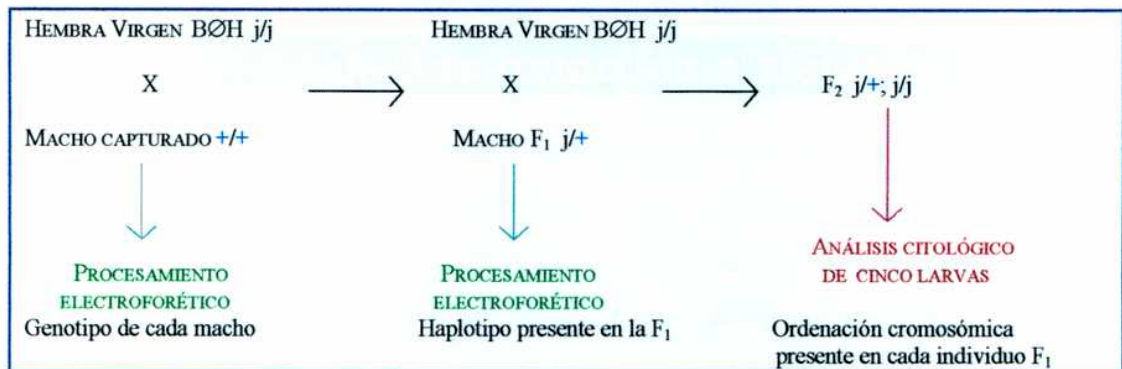 HEMBRA VIRGEN BØH j/j
X
MACHO CAPTURADO +/+
PROCESAMIENTO
ELECTROFORÉTICO
Genotipo de cada macho
HEMBRA VIRGEN BØH j/j
X
MACHO F₁ j/+
PROCESAMIENTO
ELECTROFORÉTICO
Haplotipo presente en la F₁
F₂ j/+; j/j
ANÁLISIS CITOLÓGICO
DE CINCO LARVAS
Ordenación cromosómica
presente en cada individuo F₁